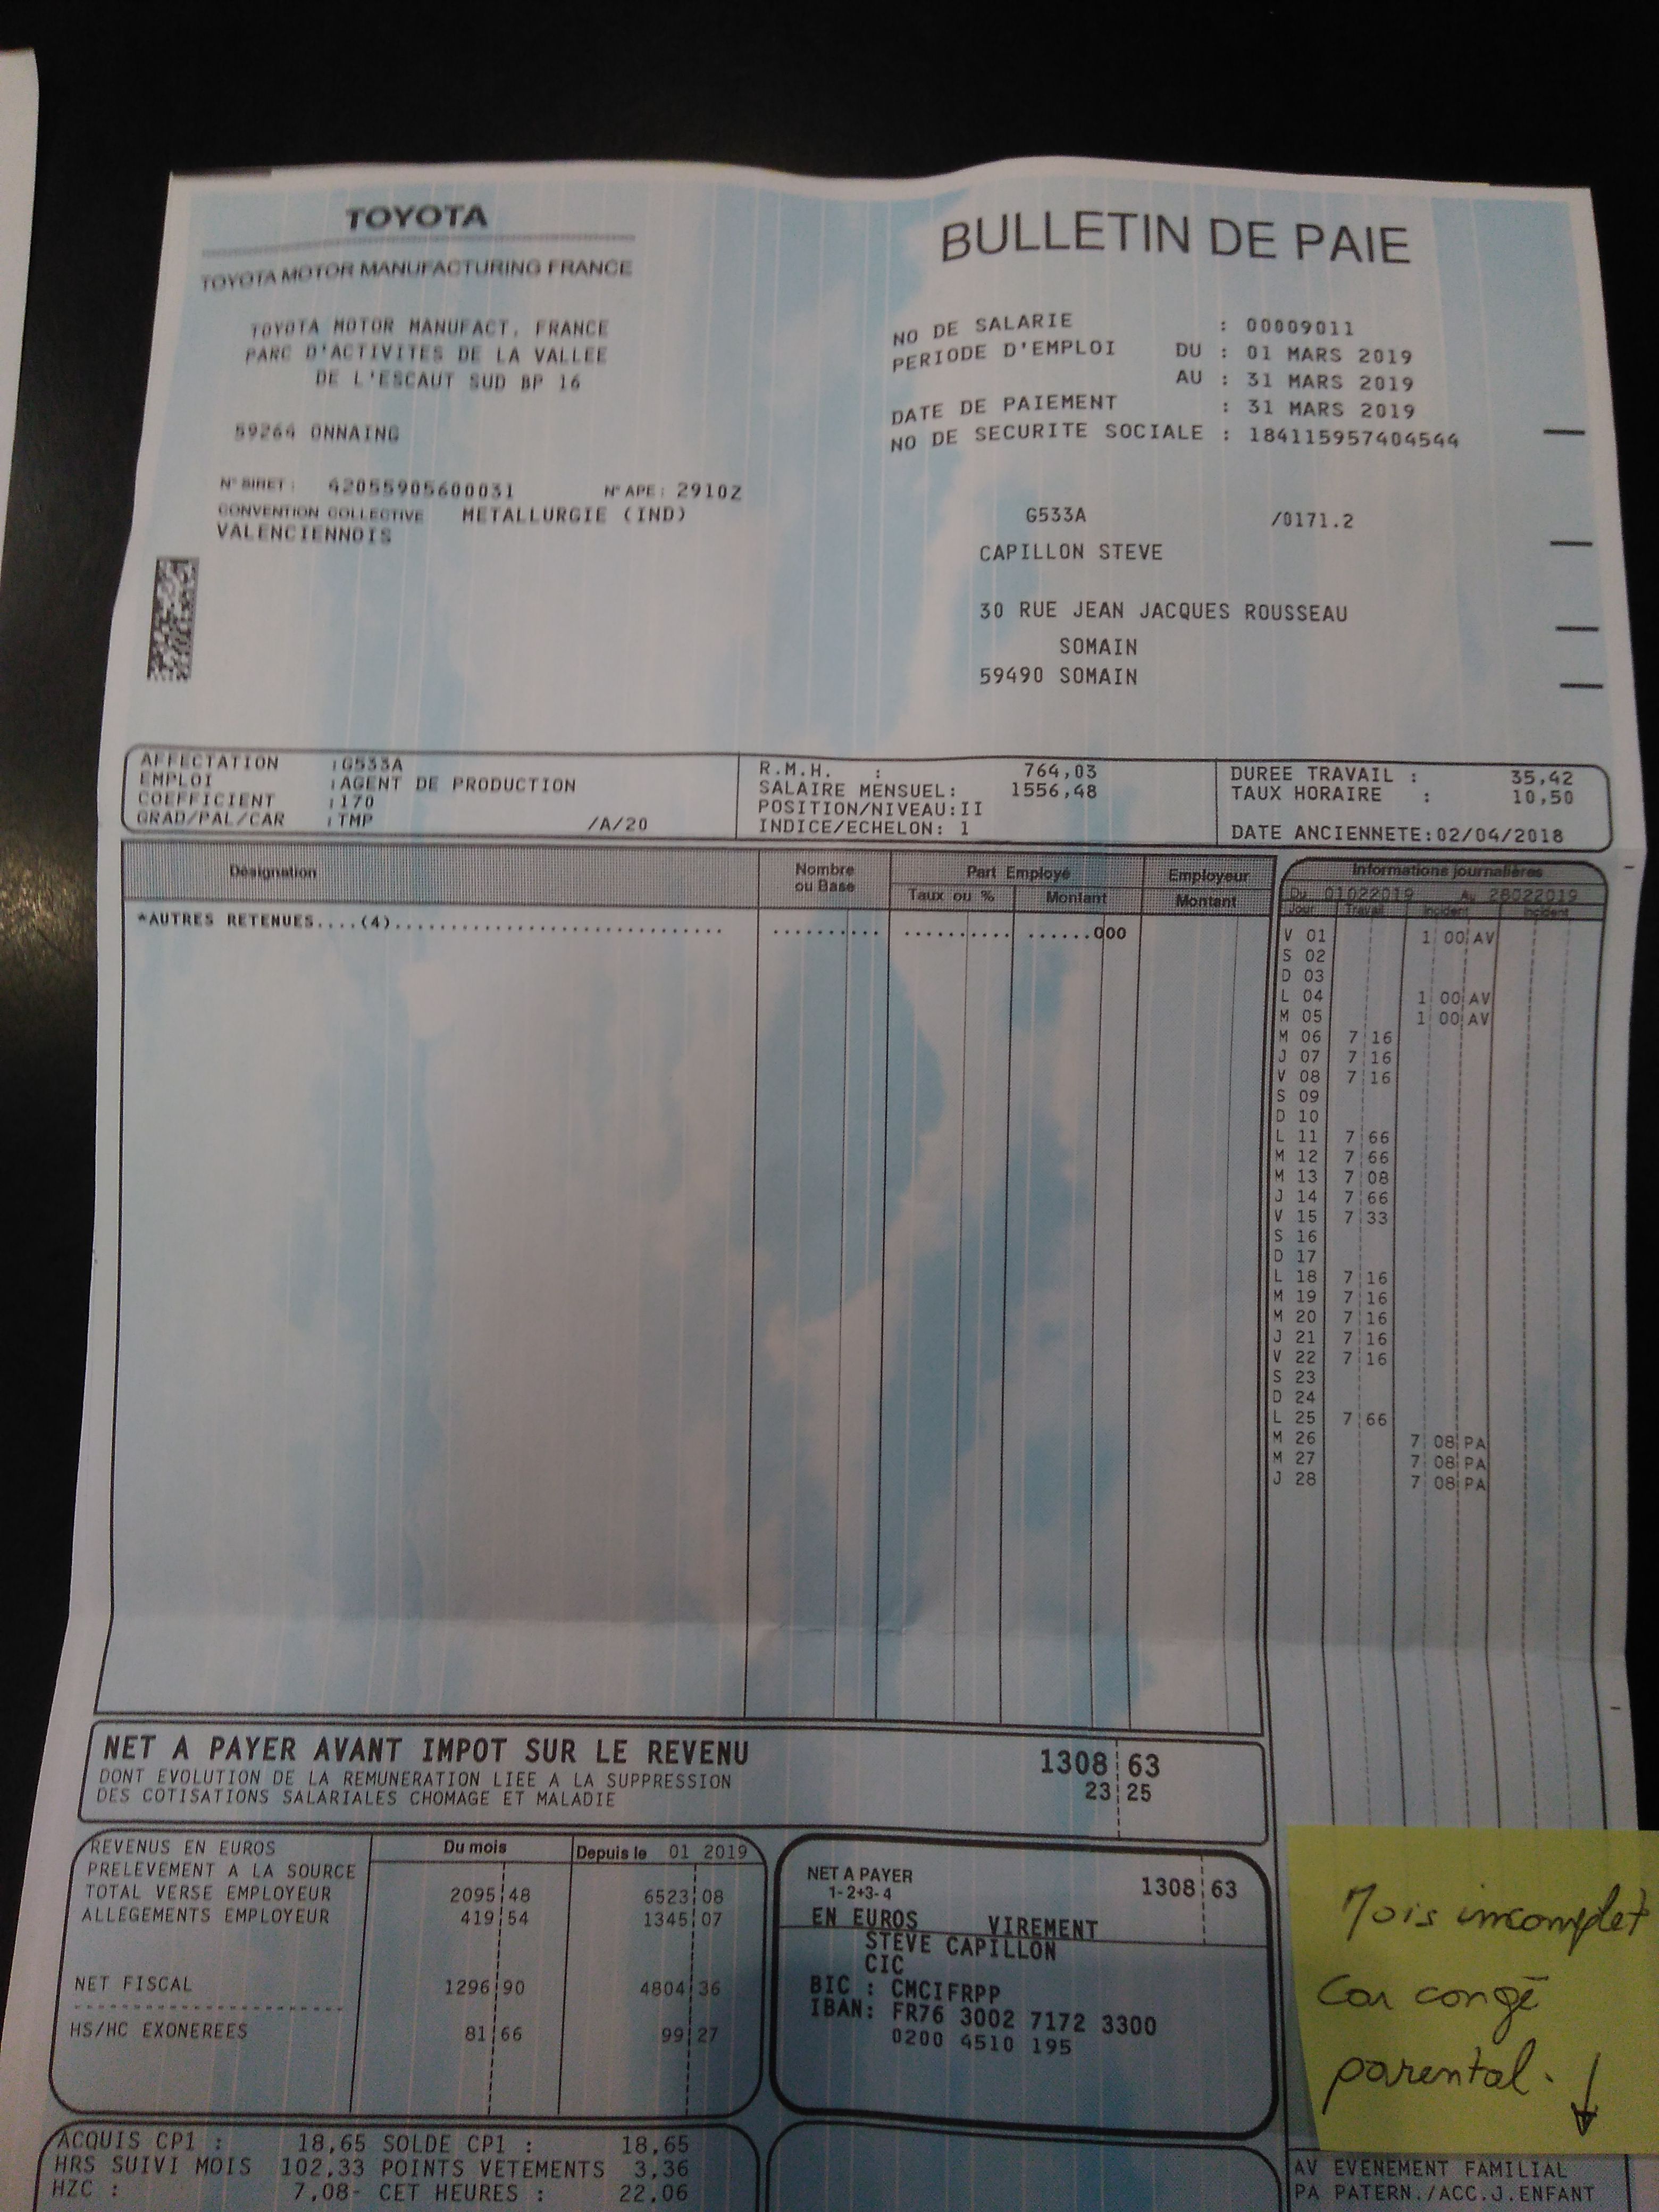 TOYOTA
TOYOTA MOTOR MANUFACTURING FRANCE
BULLETIN DE PAIE
TOYOTA MOTOR MANUFACT. FRANCE
PARC D'ACTIVITES DE LA VALLEE
DE L'ESCAUT SUD BP 16
59264 ONNAING
NO DE SALARIE : 00009011
PERIODE D'EMPLOI DU : 01 MARS 2019
AU : 31 MARS 2019
DATE DE PAIEMENT : 31 MARS 2019
NO DE SECURITE SOCIALE : 184115957404544
N° SIRET : 42055905600031 N° APE : 2910Z
CONVENTION COLLECTIVE METALLURGIE (IND)
VALENCIENNOIS
G533A /0171.2
CAPILLON STEVE
30 RUE JEAN JACQUES ROUSSEAU
SOMAIN
59490 SOMAIN
AFFECTATION :G533A
EMPLOI :AGENT DE PRODUCTION
COEFFICIENT :170
GRAD/PAL/CAR :TMP /A/20
R.M.H. : 764,03
SALAIRE MENSUEL: 1556,48
POSITION/NIVEAU:II
INDICE/ECHELON: 1
DUREE TRAVAIL : 35,42
TAUX HORAIRE : 10,50
DATE ANCIENNETE:02/04/2018
Désignation Nombre ou Base Part Employé Employeur
Taux ou % Montant Montant
*AUTRES RETENUES....(4)........................................ .......... .......... ......000
Informations journalières
Du 01022019 Au 28022019
Jour Travail Incident Incident
V 01 1 00 AV
S 02
D 03
L 04 1 00 AV
M 05 1 00 AV
M 06 7 16
J 07 7 16
V 08 7 16
S 09
D 10
L 11 7 66
M 12 7 66
M 13 7 08
J 14 7 66
V 15 7 33
S 16
D 17
L 18 7 16
M 19 7 16
M 20 7 16
J 21 7 16
V 22 7 16
S 23
D 24
L 25 7 66
M 26 7 08 PA
M 27 7 08 PA
J 28 7 08 PA
NET A PAYER AVANT IMPOT SUR LE REVENU 1308 63
DONT EVOLUTION DE LA REMUNERATION LIEE A LA SUPPRESSION 23 25
DES COTISATIONS SALARIALES CHOMAGE ET MALADIE
REVENUS EN EUROS Du mois Depuis le 01 2019
PRELEVEMENT A LA SOURCE
TOTAL VERSE EMPLOYEUR 2095 48 6523 08
ALLEGEMENTS EMPLOYEUR 419 54 1345 07
NET FISCAL 1296 90 4804 36
HS/HC EXONEREES 81 66 99 27
NET A PAYER 1308 63
1-2+3-4
EN EUROS VIREMENT
STEVE CAPILLON
CIC
BIC : CMCIFRPP
IBAN: FR76 3002 7172 3300
0200 4510 195
Mois incomplet
car congé
parental.
ACQUIS CP1 : 18,65 SOLDE CP1 : 18,65
HRS SUIVI MOIS 102,33 POINTS VETEMENTS 3,36
HZC : 7,08- CET HEURES : 22,06
AV EVENEMENT FAMILIAL
PA PATERN./ACC.J.ENFANT